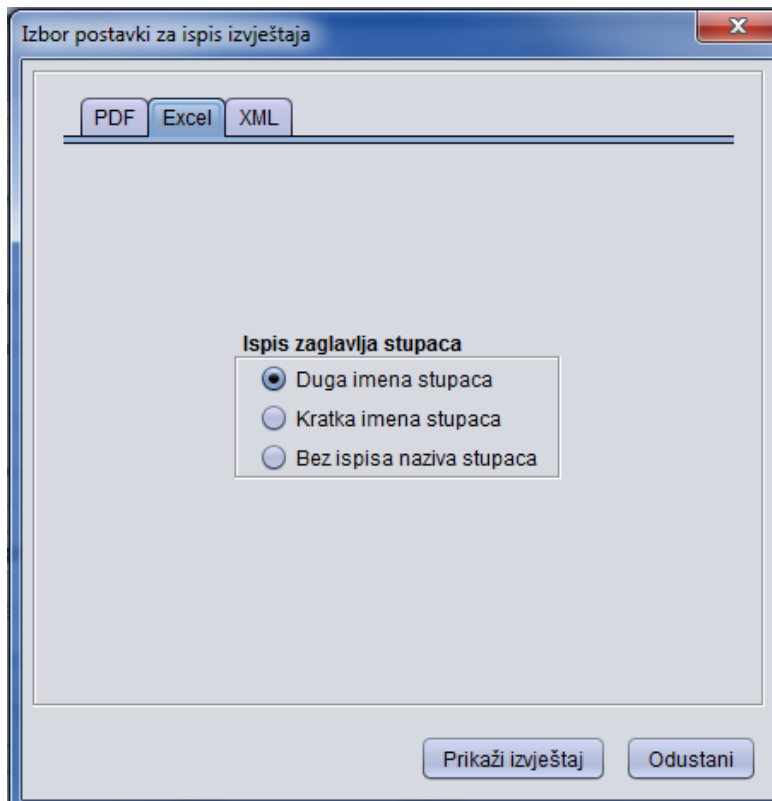 Izbor postavki za ispis izvještaja
PDF Excel XML
Ispis zaglavlja stupaca
Duga imena stupaca
Kratka imena stupaca
Bez ispisa naziva stupaca
Prikaži izvještaj Odustani